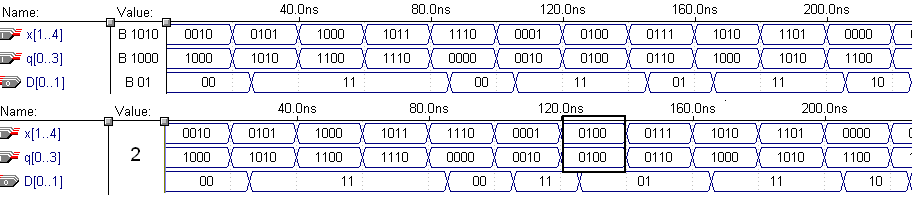 Name: Value: 40.0ns 80.0ns 120.0ns 160.0ns 200.0ns
x[1..4] B 1010 0010 0101 1000 1011 1110 0001 0100 0111 1010 1101 0000
q[0..3] B 1000 1000 1010 1100 1110 0000 0010 0100 0110 1000 1010 1100
D[0..1] B 01 00 11 00 11 01 11 10
Name: Value: 40.0ns 80.0ns 120.0ns 160.0ns 200.0ns
x[1..4] 0010 0101 1000 1011 1110 0001 0100 0111 1010 1101 0000
q[0..3] 2 1000 1010 1100 1110 0000 0010 0100 0110 1000 1010 1100
D[0..1] 00 11 00 11 01 11 10